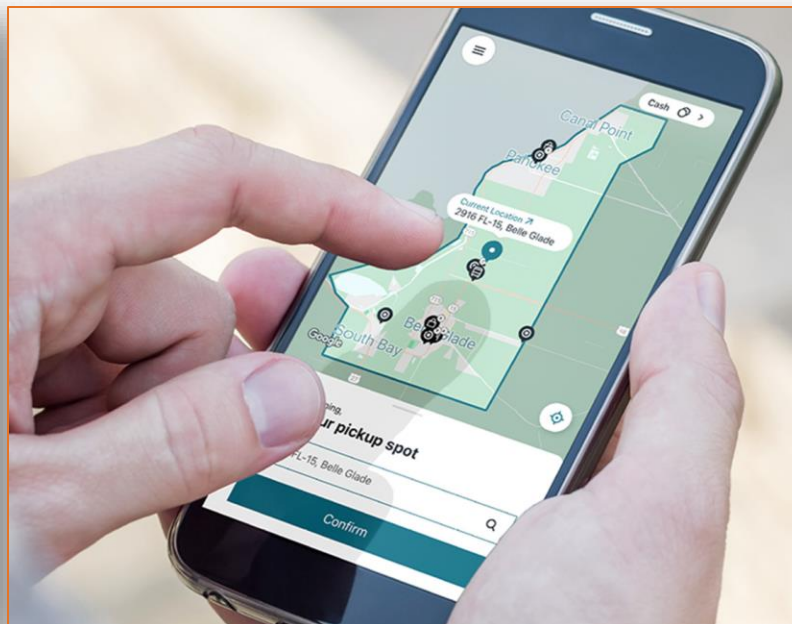 Cash
Canal Point
Pahokee
Current Location
2916 FL-15, Belle Glade
Belle Glade
South Bay
Google
ur pickup spot
FL-15, Belle Glade
Confirm